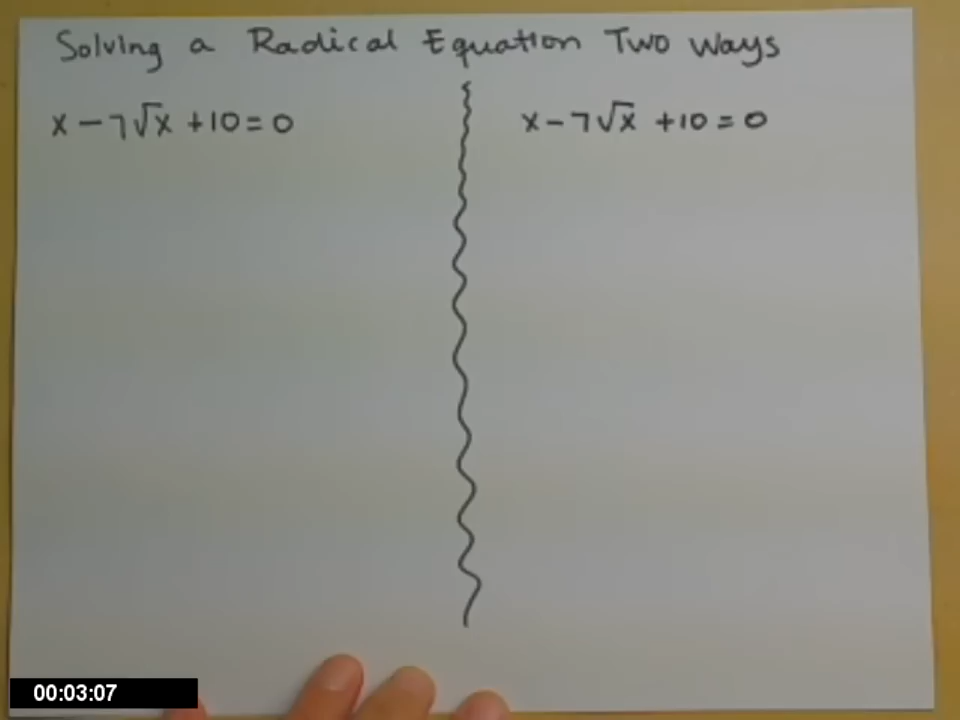 Solving a Radical Equation Two Ways
x - 7√x + 10 = 0
x - 7√x + 10 = 0
00:03:07